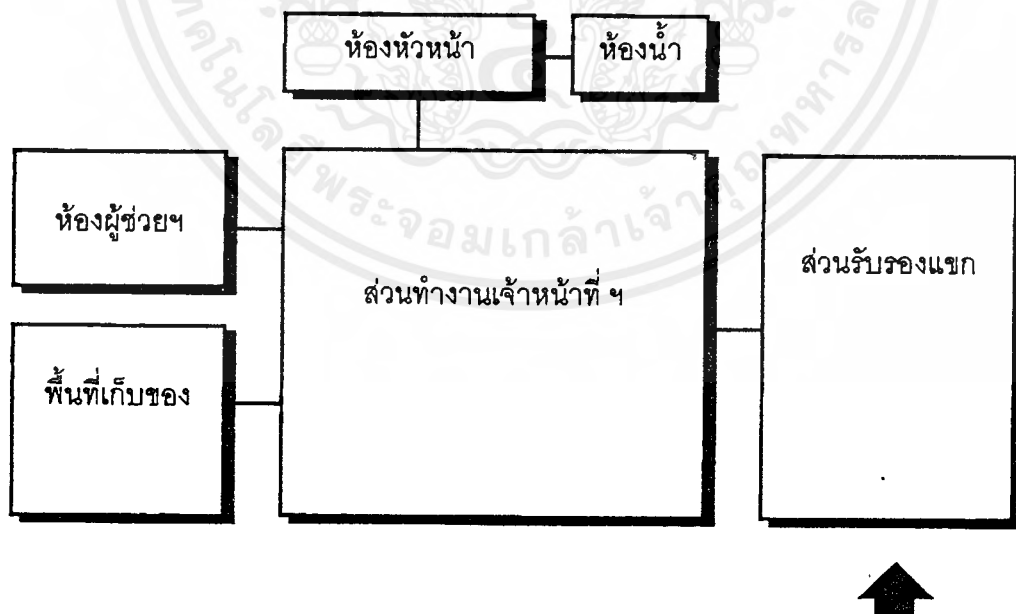 ห้องหัวหน้า
ห้องน้ำ
ห้องผู้ช่วยฯ
ส่วนทำงานเจ้าหน้าที่ ฯ
ส่วนรับรองแขก
พื้นที่เก็บของ